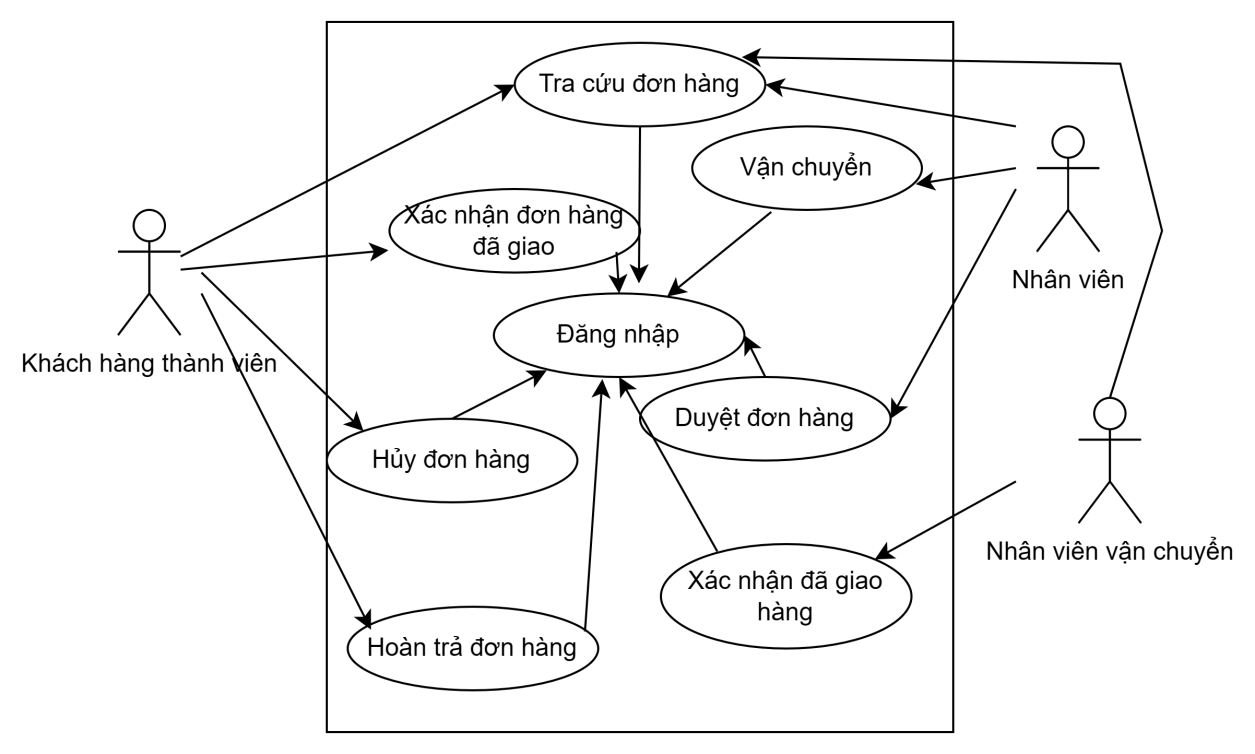 Tra cứu đơn hàng
Vận chuyển
Xác nhận đơn hàng
đã giao
Nhân viên
Đăng nhập
Khách hàng thành viên
Duyệt đơn hàng
Hủy đơn hàng
Nhân viên vận chuyển
Xác nhận đã giao
hàng
Hoàn trả đơn hàng